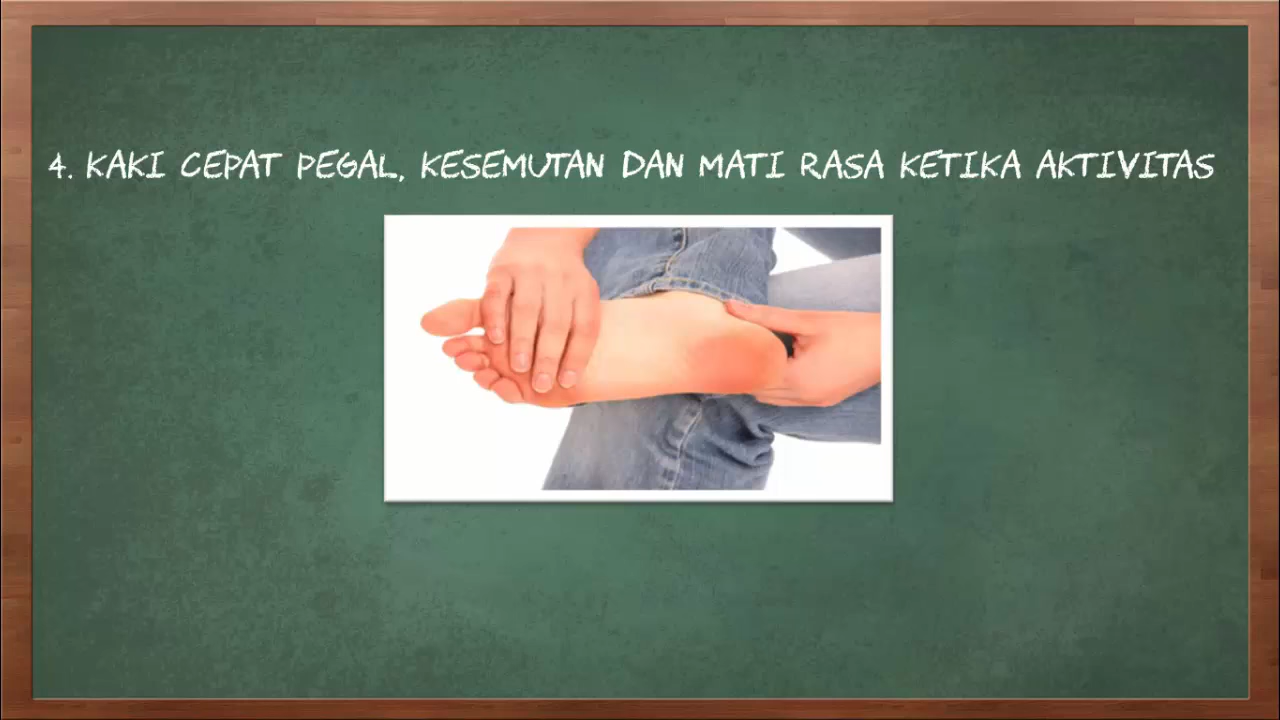 4. KAKI CEPAT PEGAL, KESEMUTAN DAN MATI RASA KETIKA AKTIVITAS